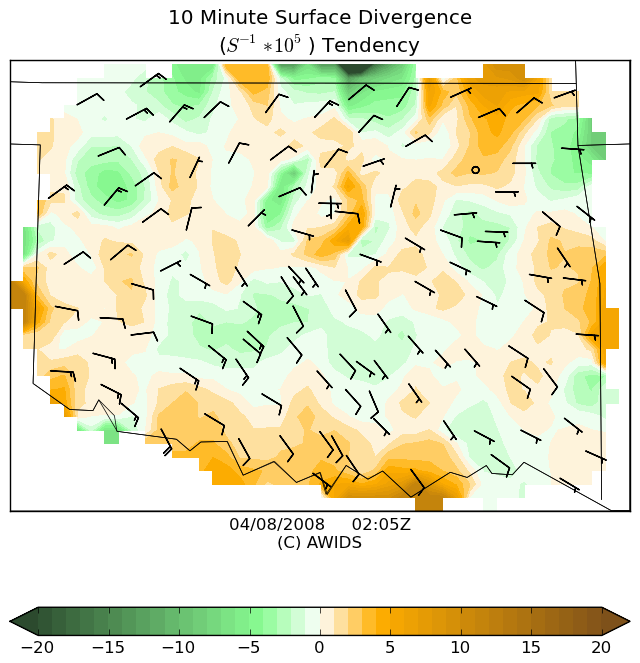 10 Minute Surface Divergence
(S⁻¹ * 10⁵ ) Tendency
04/08/2008 02:05Z
(C) AWIDS
−20 −15 −10 −5 0 5 10 15 20